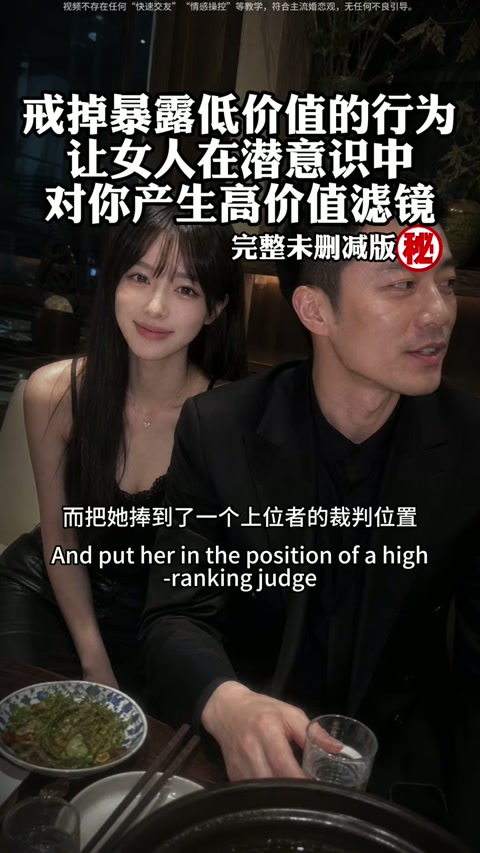 视频不存在任何“快速交友”“情感操控”等教学，符合主流婚恋观，无任何不良引导。
戒掉暴露低价值的行为
让女人在潜意识中
对你产生高价值滤镜
完整未删减版 秘
而把她捧到了一个上位者的裁判位置
And put her in the position of a high
-ranking judge